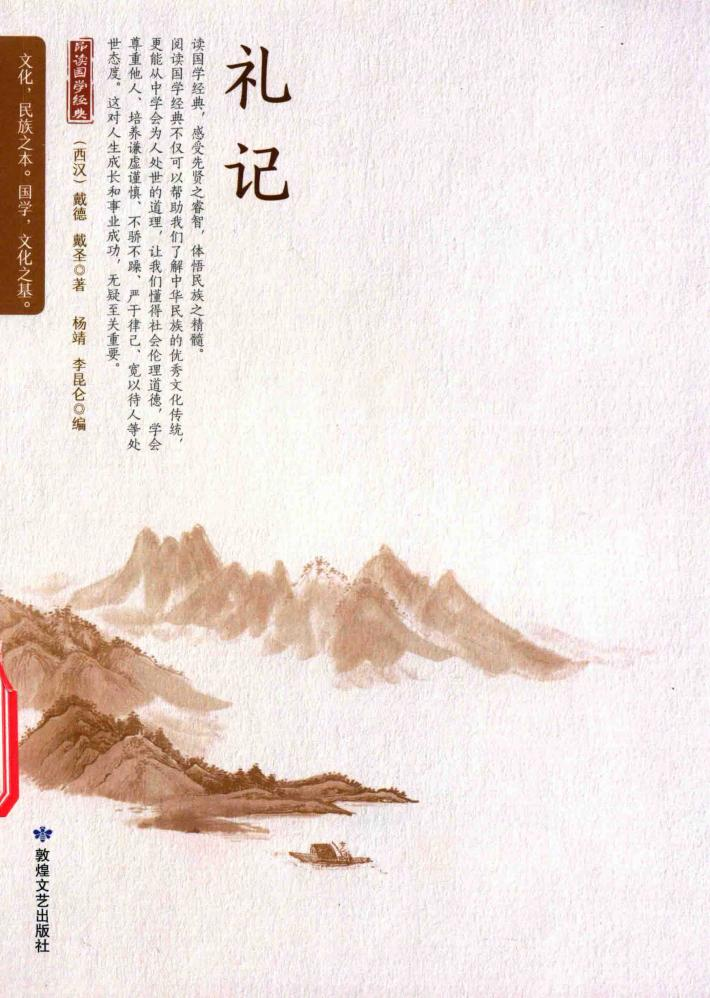 礼记
读国学经典，感受先贤之睿智，体悟民族之精髓。
阅读国学经典不仅可以帮助我们了解中华民族的优秀文化传统，
更能从中学会为人处世的道理，让我们懂得社会伦理道德，学会
尊重他人、培养谦虚谨慎、不骄不躁、严于律己、宽以待人等处
世态度。这对人生成长和事业成功，无疑至关重要。
品读国学经典
（西汉）戴德 戴圣◎著 杨靖 李昆仑◎编
文化，民族之本。国学，文化之基。
敦煌文艺出版社